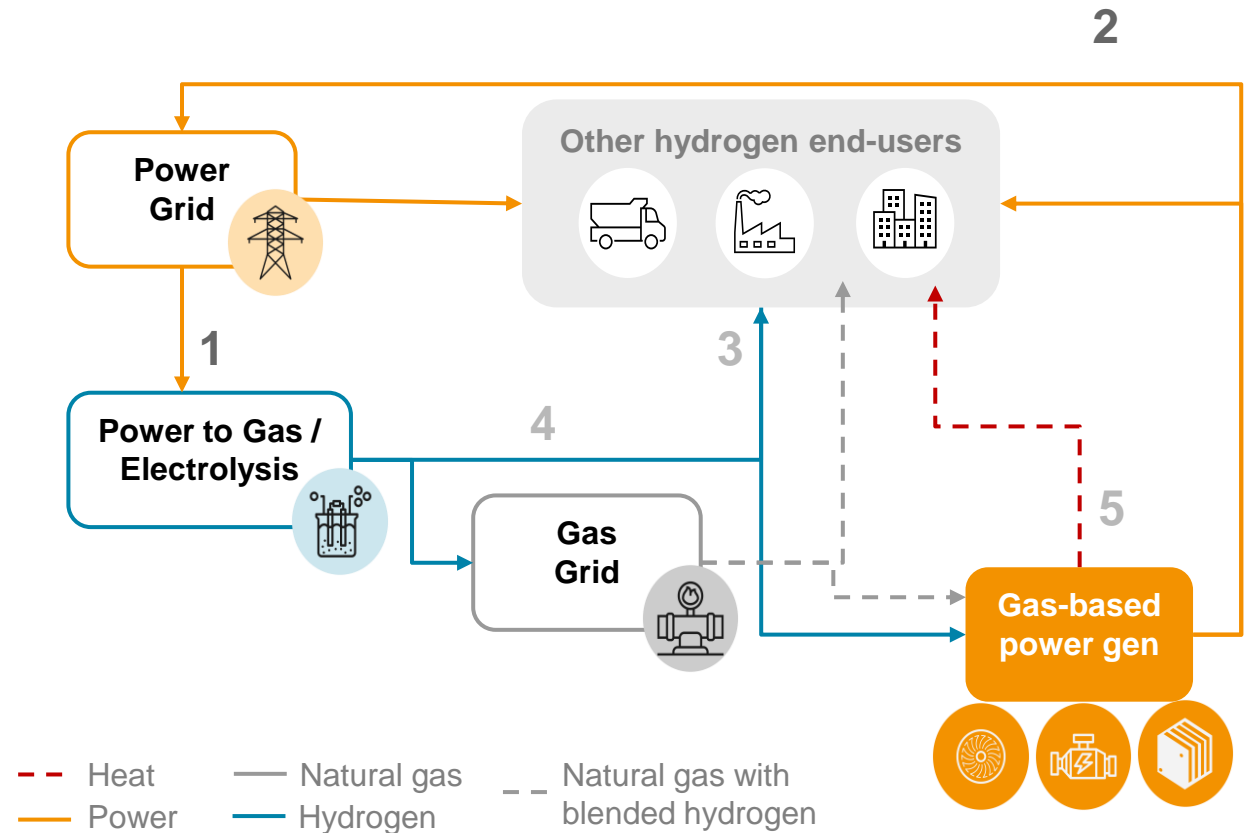 2
Other hydrogen end-users
Power
Grid
1
3
Power to Gas /
Electrolysis
4
5
Gas
Grid
Gas-based
power gen
Heat
Natural gas
Natural gas with
blended hydrogen
Power
Hydrogen